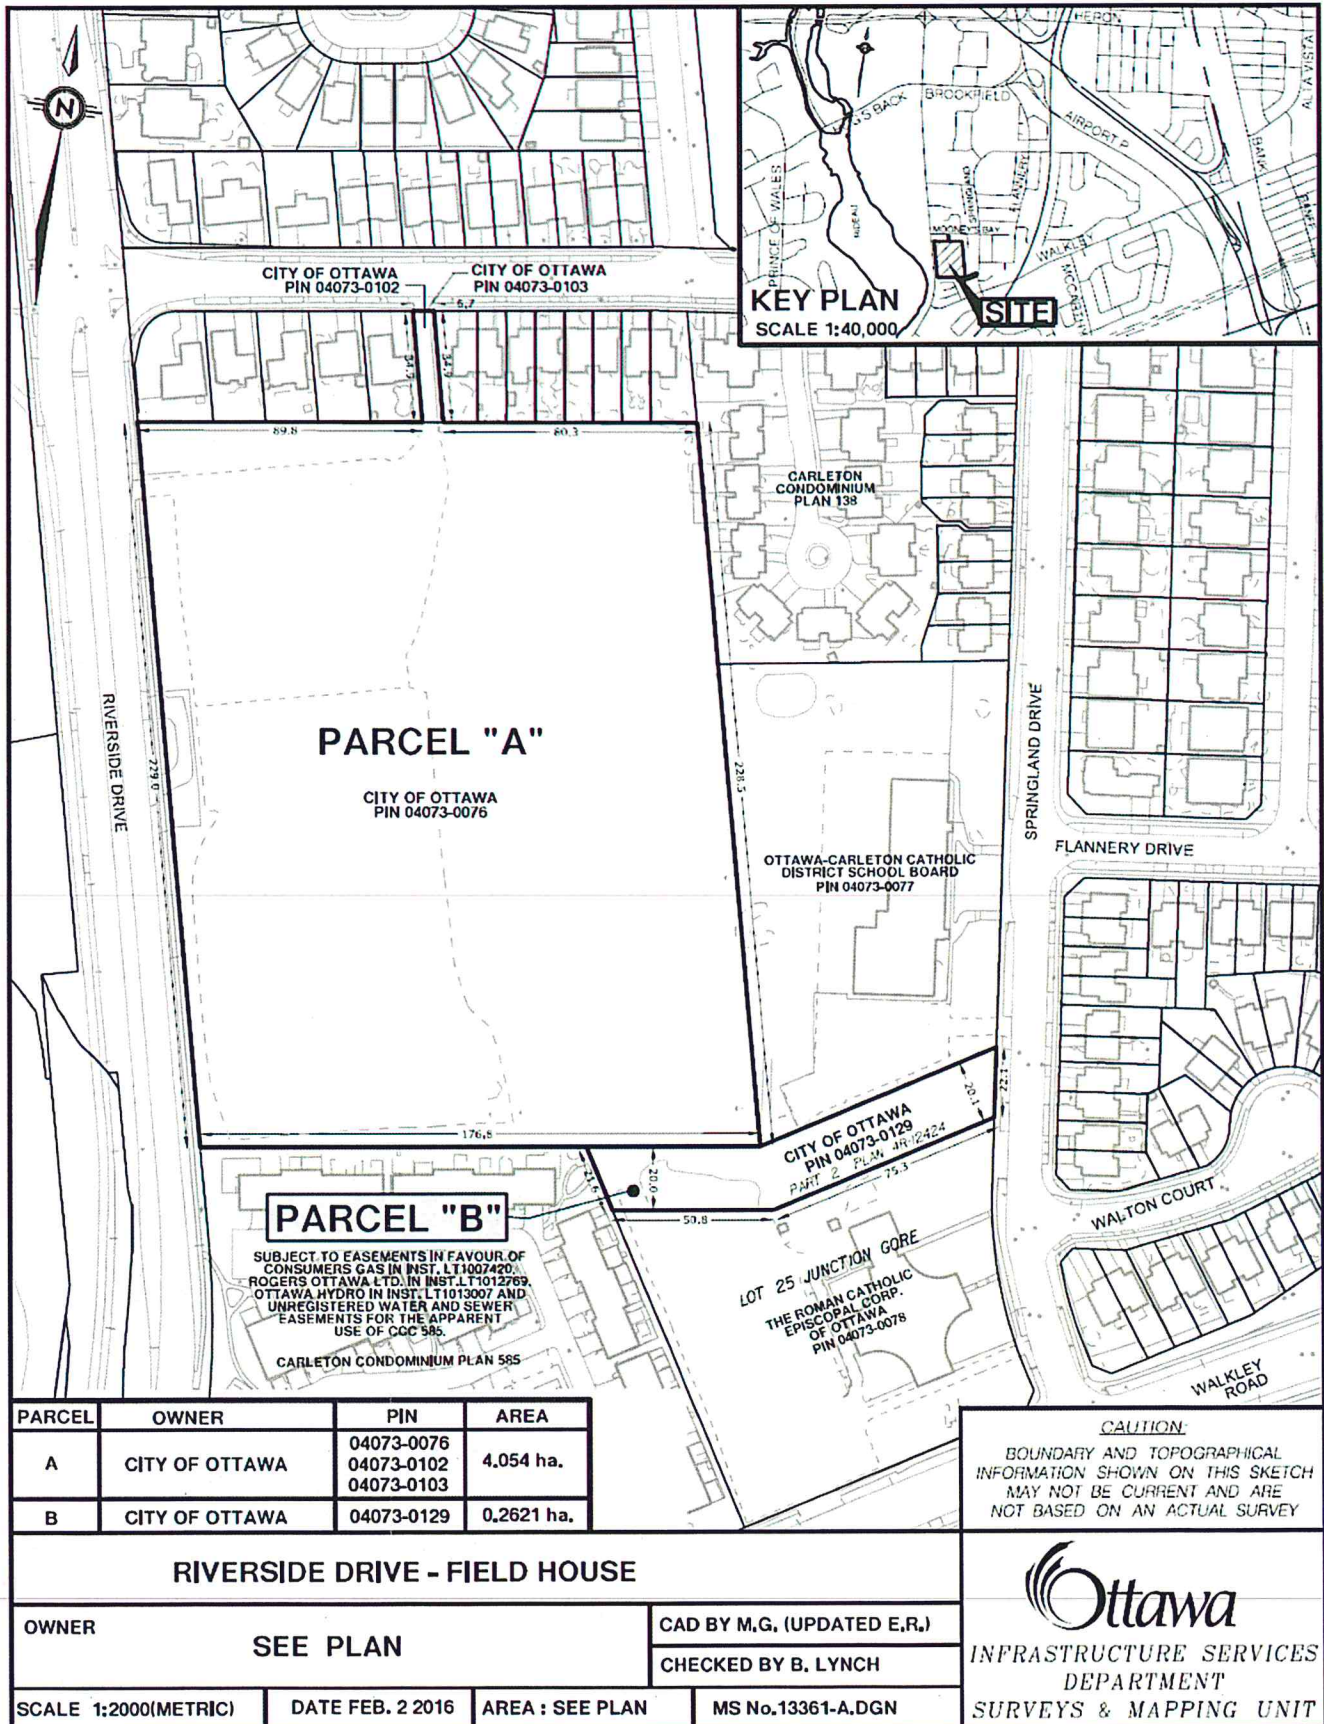 N
HERON
ALTA VISTA
BROOKFIELD
AIRPORT P
BANK
PRINCE OF WALES
RIDEAU
SPRINGLAND
FLANNERY
MOONEY'S BAY
WALKLEY
KEY PLAN
SCALE 1:40,000
SITE
CITY OF OTTAWA
PIN 04073-0102
CITY OF OTTAWA
PIN 04073-0103
6.7
34.9
34.9
89.8
80.3
CARLETON
CONDOMINIUM
PLAN 138
RIVERSIDE DRIVE
229.0
PARCEL "A"
CITY OF OTTAWA
PIN 04073-0076
228.5
SPRINGLAND DRIVE
FLANNERY DRIVE
OTTAWA-CARLETON CATHOLIC
DISTRICT SCHOOL BOARD
PIN 04073-0077
176.8
20.1
22.1
CITY OF OTTAWA
PIN 04073-0129
PART 2 PLAN 4R-12424
75.3
21.6
20.0
50.8
WALTON COURT
PARCEL "B"
SUBJECT TO EASEMENTS IN FAVOUR OF
CONSUMERS GAS IN INST. LT1007420,
ROGERS OTTAWA LTD. IN INST.LT1012769,
OTTAWA HYDRO IN INST. LT1013007 AND
UNREGISTERED WATER AND SEWER
EASEMENTS FOR THE APPARENT
USE OF CCC 585.
CARLETON CONDOMINIUM PLAN 585
LOT 25 JUNCTION GORE
THE ROMAN CATHOLIC
EPISCOPAL CORP.
OF OTTAWA
PIN 04073-0078
WALKLEY
ROAD
PARCEL OWNER PIN AREA
A CITY OF OTTAWA 04073-0076 04073-0102 04073-0103 4.054 ha.
B CITY OF OTTAWA 04073-0129 0.2621 ha.
CAUTION:
BOUNDARY AND TOPOGRAPHICAL
INFORMATION SHOWN ON THIS SKETCH
MAY NOT BE CURRENT AND ARE
NOT BASED ON AN ACTUAL SURVEY
RIVERSIDE DRIVE - FIELD HOUSE
OWNER
SEE PLAN
CAD BY M.G. (UPDATED E.R.)
CHECKED BY B. LYNCH
SCALE 1:2000(METRIC)
DATE FEB. 2 2016
AREA : SEE PLAN
MS No.13361-A.DGN
Ottawa
INFRASTRUCTURE SERVICES
DEPARTMENT
SURVEYS & MAPPING UNIT